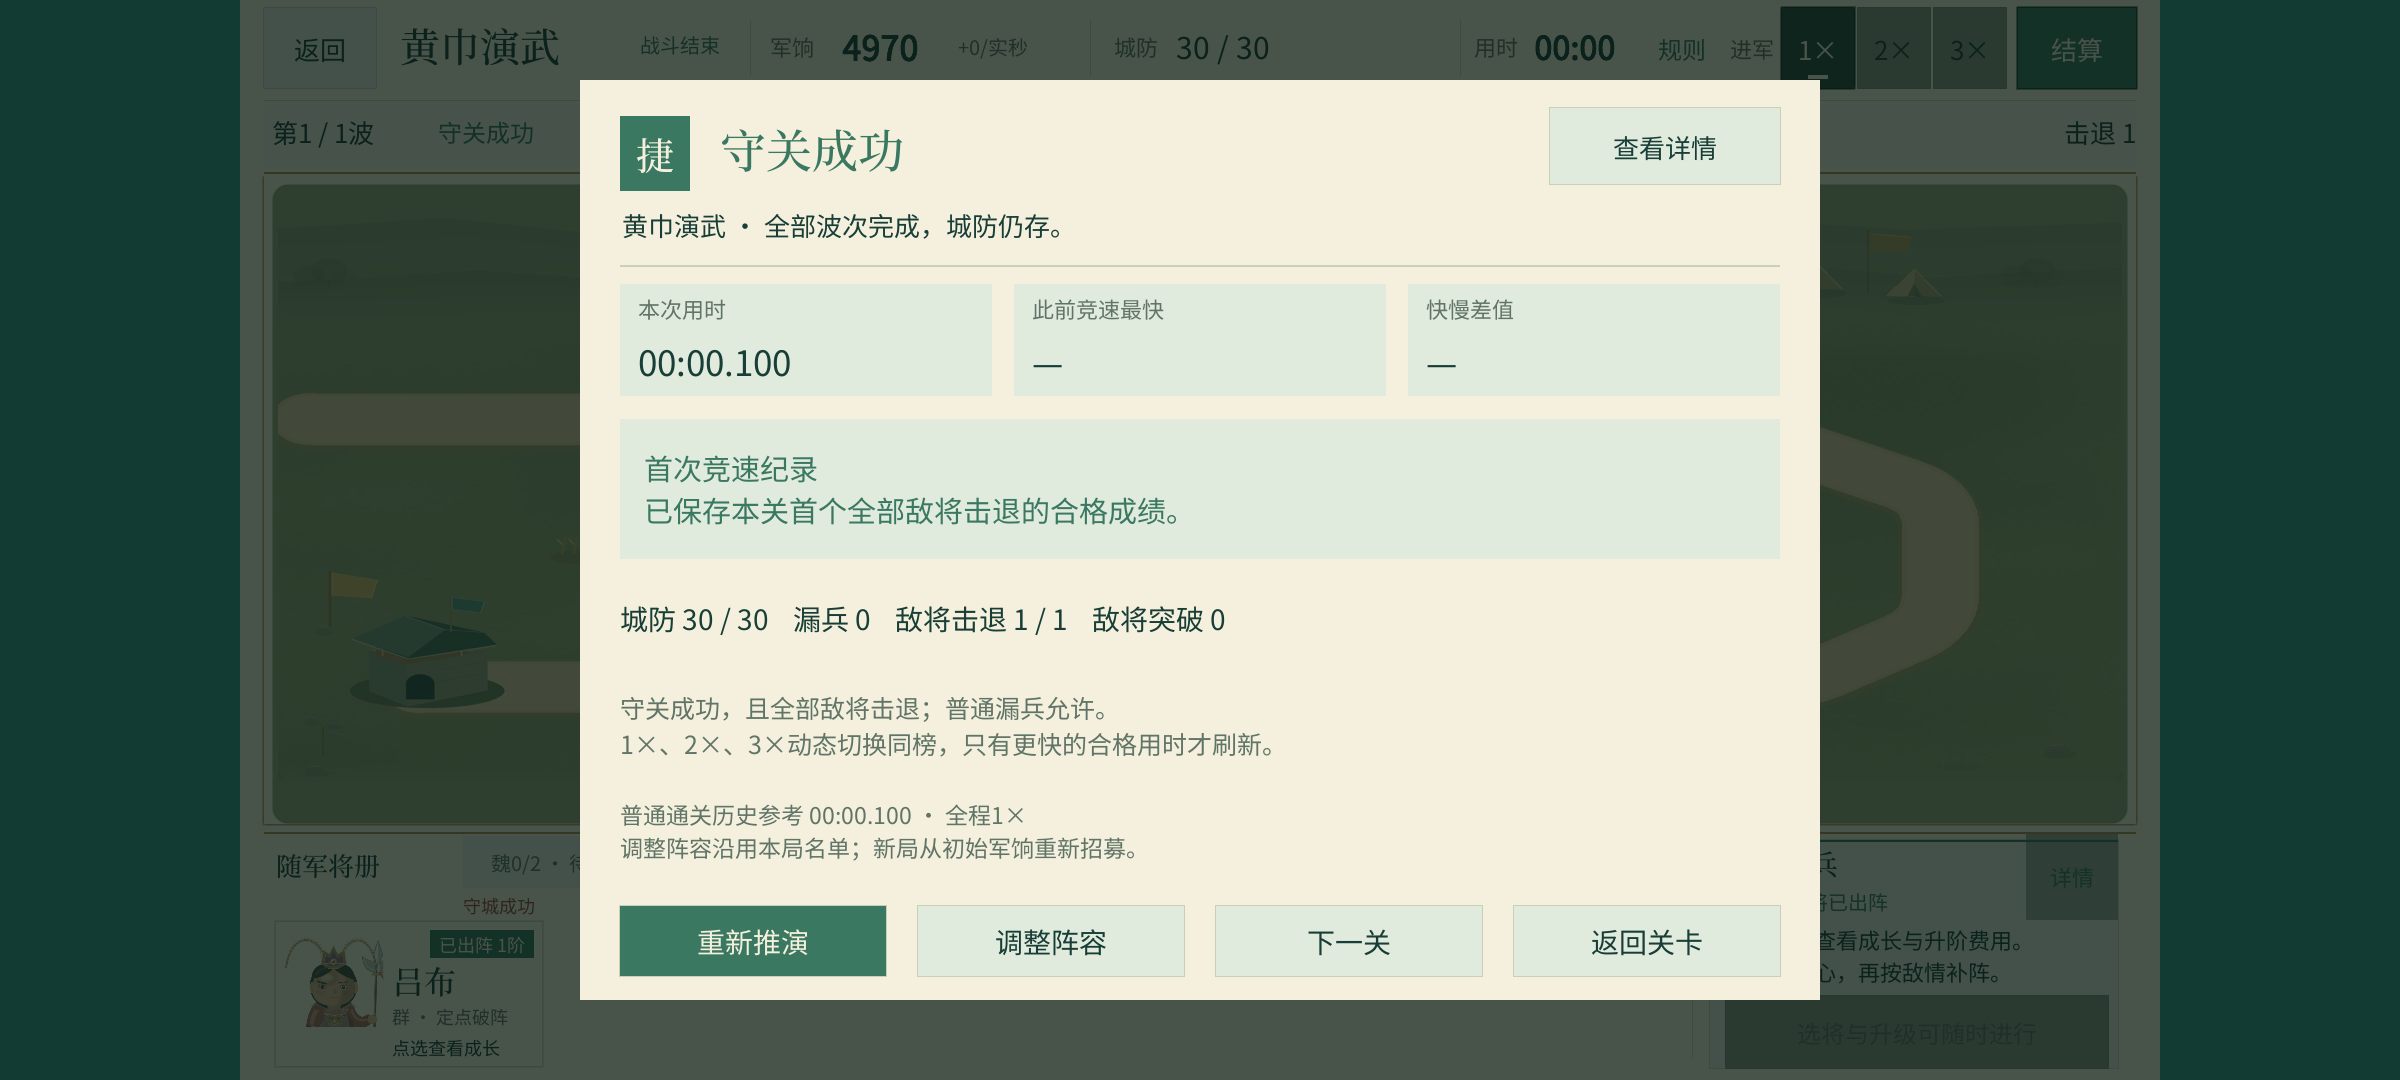 返回 黄巾演武 战斗结束 军饷 4970 +0/实秒 城防 30 / 30 用时 00:00 规则 进军 1× 2× 3× 结算
第1 / 1波 守关成功 击退 1
捷 守关成功 查看详情
黄巾演武 · 全部波次完成，城防仍存。
本次用时 此前竞速最快 快慢差值
00:00.100 — —
首次竞速纪录
已保存本关首个全部敌将击退的合格成绩。
城防 30 / 30 漏兵 0 敌将击退 1 / 1 敌将突破 0
守关成功，且全部敌将击退；普通漏兵允许。
1×、2×、3×动态切换同榜，只有更快的合格用时才刷新。
普通通关历史参考 00:00.100 · 全程1×
调整阵容沿用本局名单；新局从初始军饷重新招募。
重新推演 调整阵容 下一关 返回关卡
随军将册 魏0/2 ·
守城成功
已出阵 1阶
吕布
群 · 定点破阵
点选查看成长
兵 详情
已出阵
查看成长与升阶费用。
心，再按敌情补阵。
选将与升级可随时进行